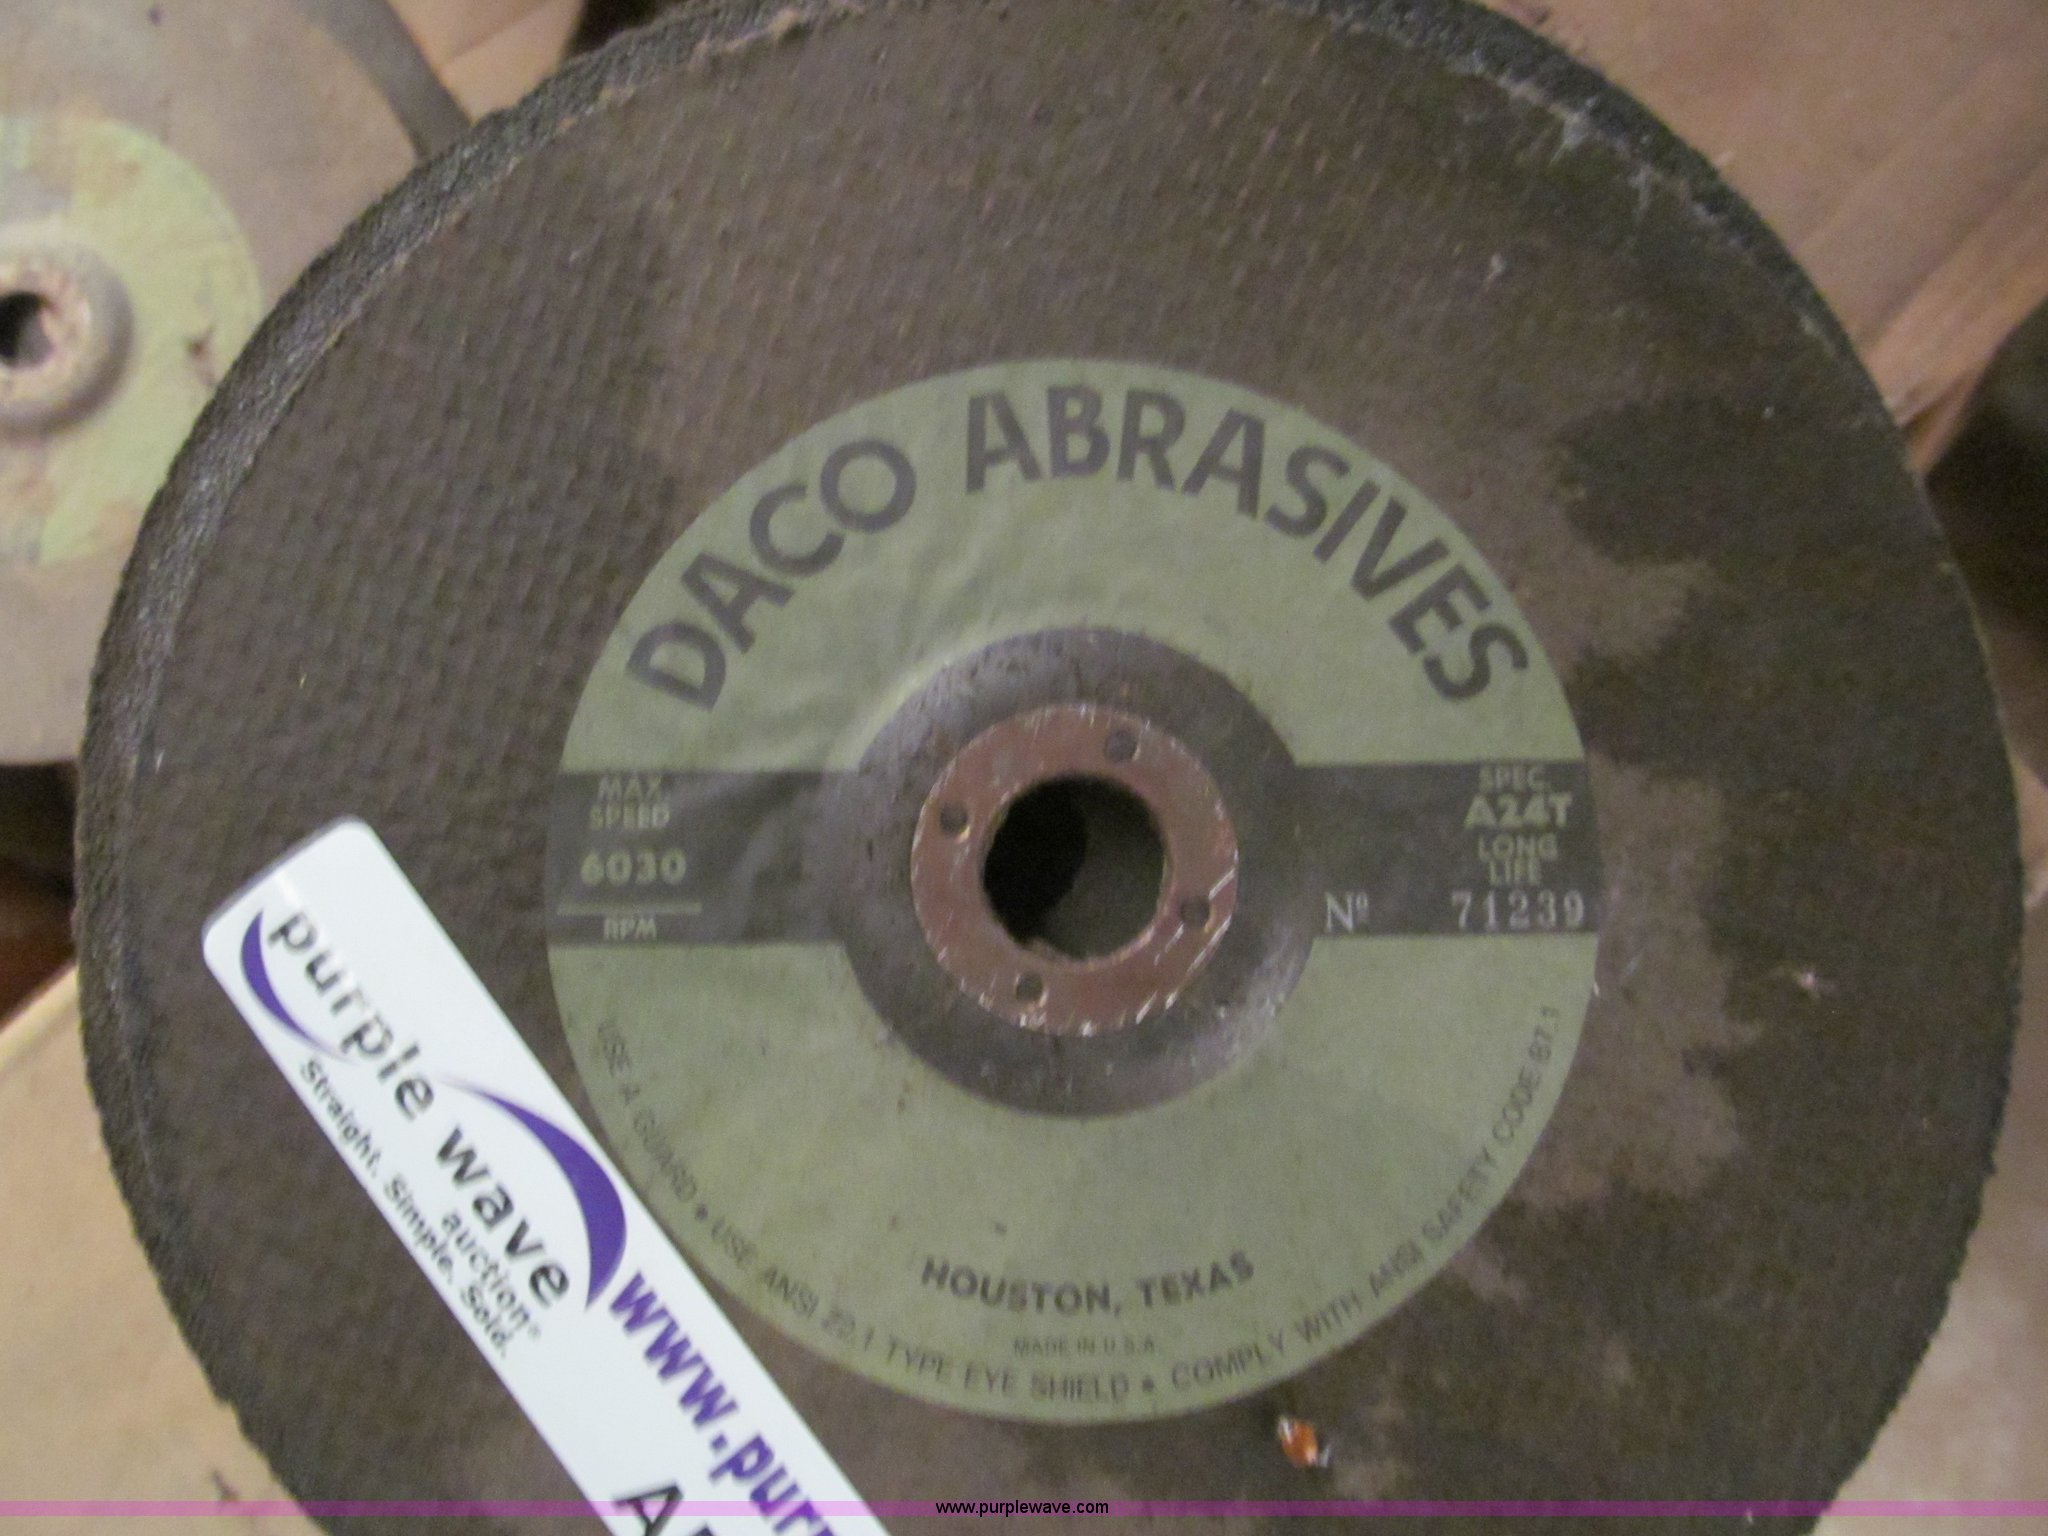 DACO ABRASIVES
MAX.
SPEED
6030
RPM
SPEC.
A24T
LONG
LIFE
Nº 71239
HOUSTON, TEXAS
MADE IN U.S.A.
USE A GUARD • USE ANSI 22.1 TYPE EYE SHIELD • COMPLY WITH ANSI SAFETY CODE B7.1
purple wave
auction®
Straight. Simple. Sold.
www.purp
www.purplewave.com